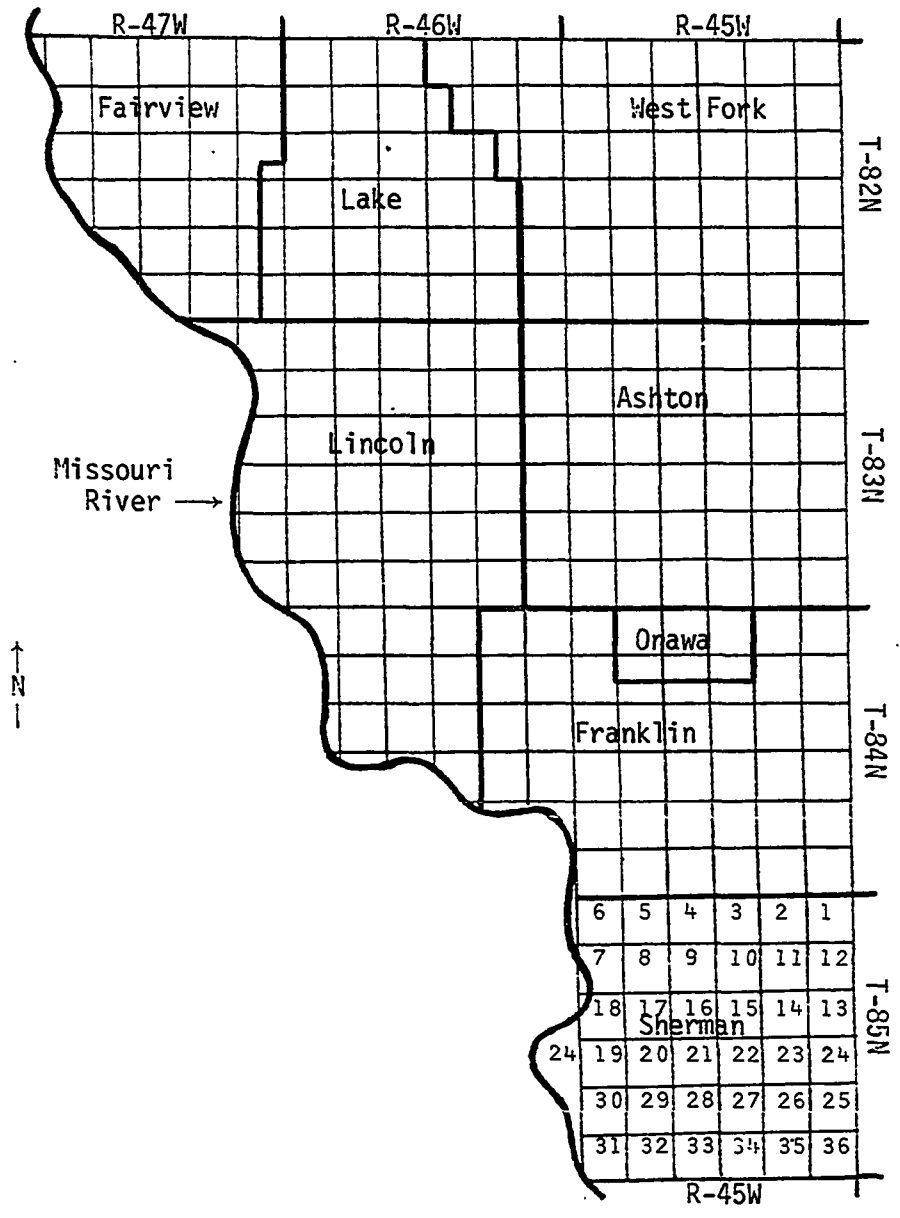 R-47W R-46W R-45W
Fairview
West Fork
T-82N
Lake
Ashton
Lincoln
T-83N
Missouri
River →
Onawa
←N—
Franklin
T-84N
6 5 4 3 2 1
7 8 9 10 11 12
18 17 16 15 14 13
Sherman
T-85N
24 19 20 21 22 23 24
30 29 28 27 26 25
31 32 33 34 35 36
R-45W